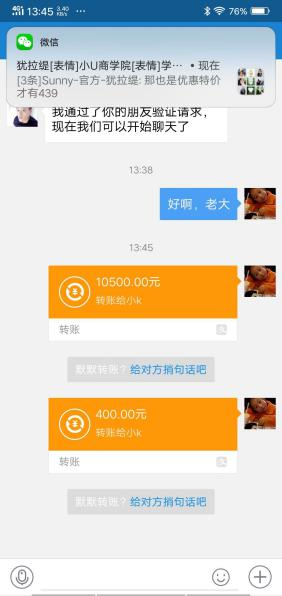 4G 13:45 3.40 KB/s 76%
微信
犹拉缇[表情]小U商学院[表情]学… • 现在
[3条]Sunny-官方-犹拉缇: 那也是优惠特价
才有439
我通过了你的朋友验证请求,
现在我们可以开始聊天了
13:38
好啊，老大
13:45
10500.00元
转账给小k
转账
默默转账？给对方捎句话吧
400.00元
转账给小k
转账
默默转账？给对方捎句话吧